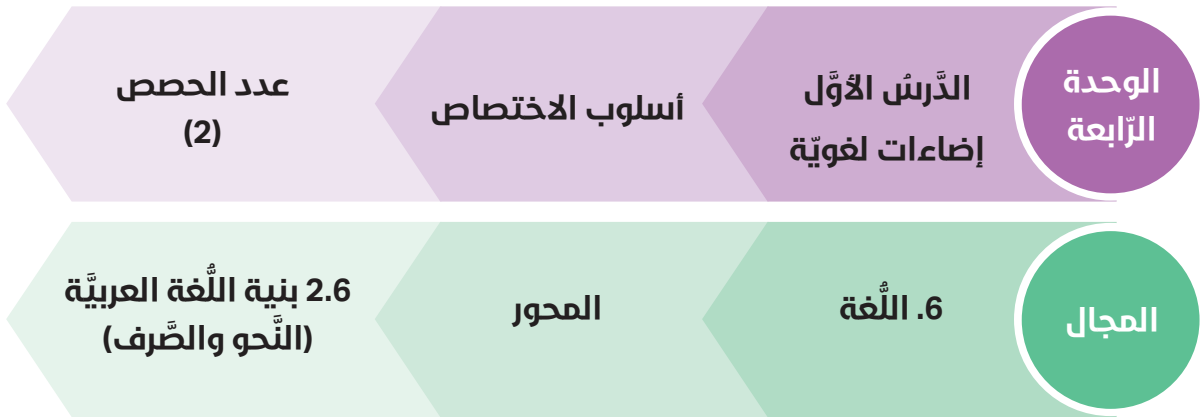 الوحدة
الرّابعة
الدَّرسُ الأوَّل
إضاءات لغويّة
أسلوب الاختصاص
عدد الحصص
(2)
المجال
6. اللُّغة
المحور
2.6 بنية اللُّغة العربيَّة
(النَّحو والصَّرف)